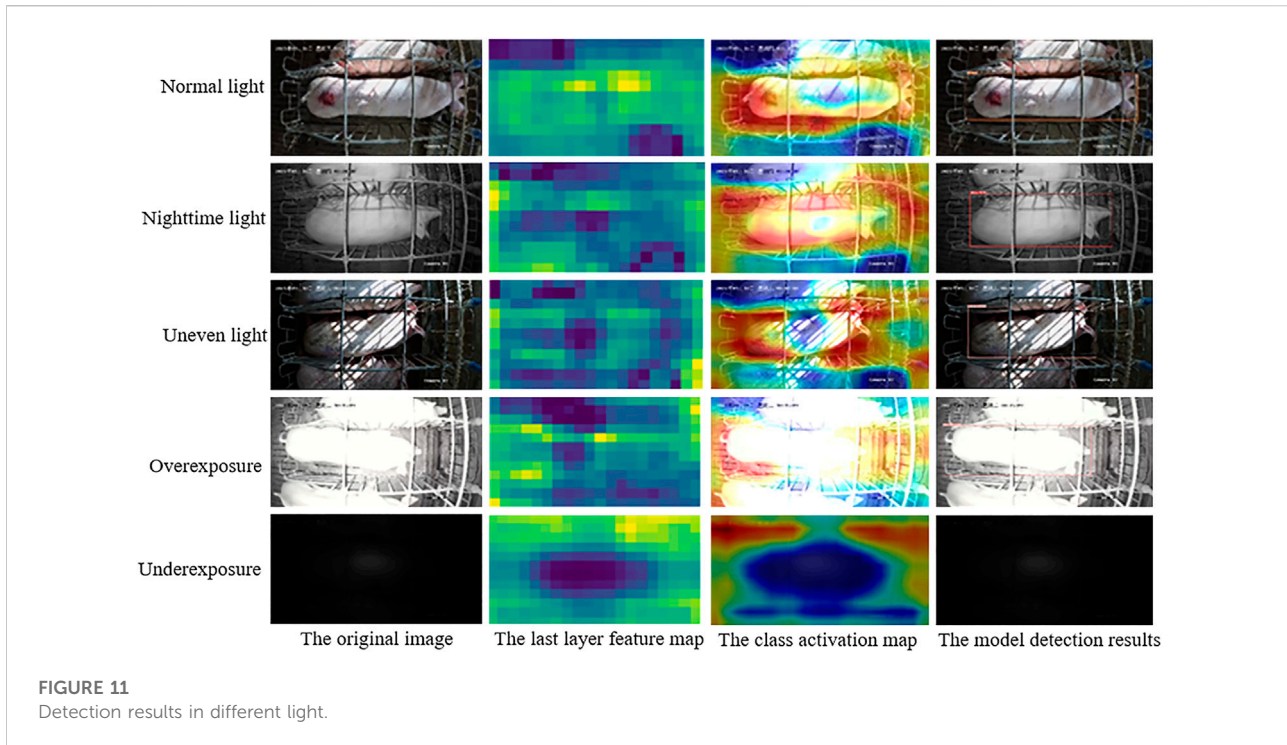 Normal light
Nighttime light
Uneven light
Overexposure
Underexposure
The original image
The last layer feature map
The class activation map
The model detection results
FIGURE 11
Detection results in different light.